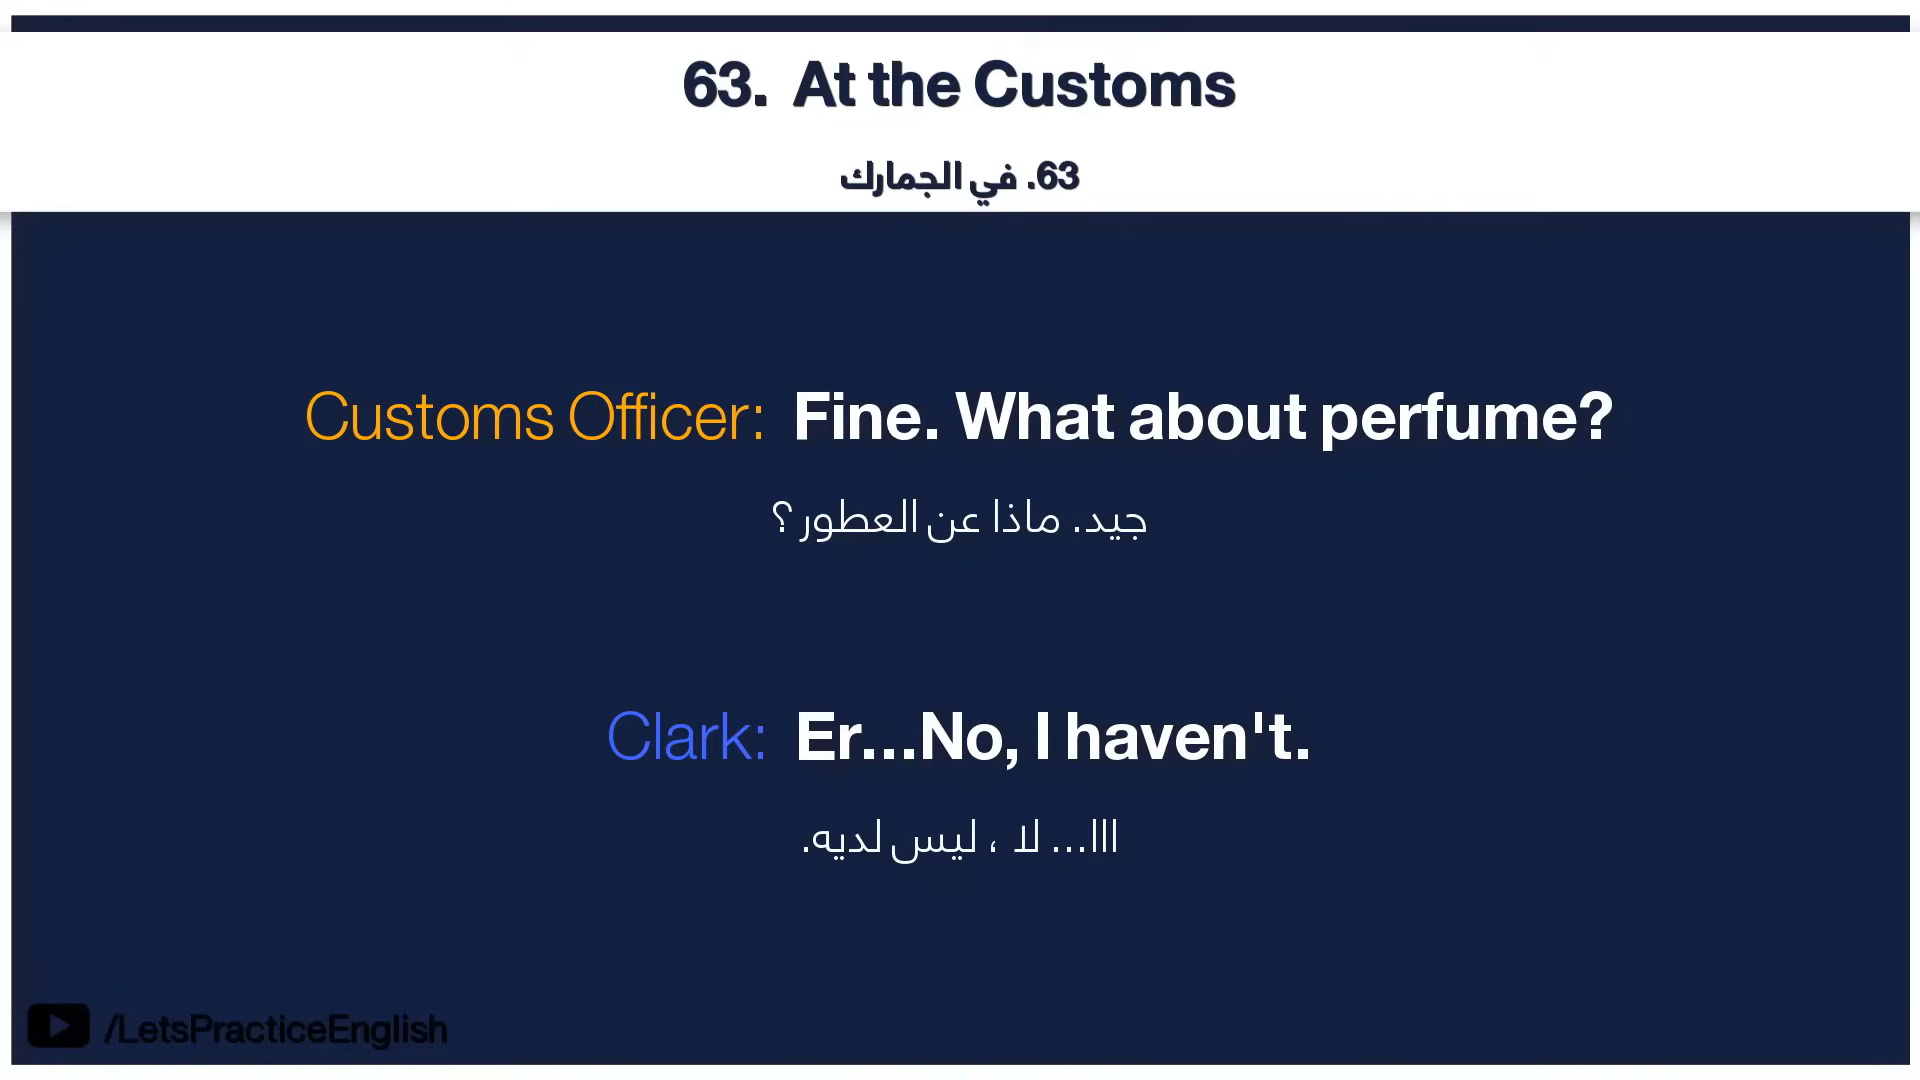 63. At the Customs
63. في الجمارك
Customs Officer: Fine. What about perfume?
جيد. ماذا عن العطور ؟
Clark: Er...No, I haven't.
ااا... لا ، ليس لديه.
/LetsPracticeEnglish